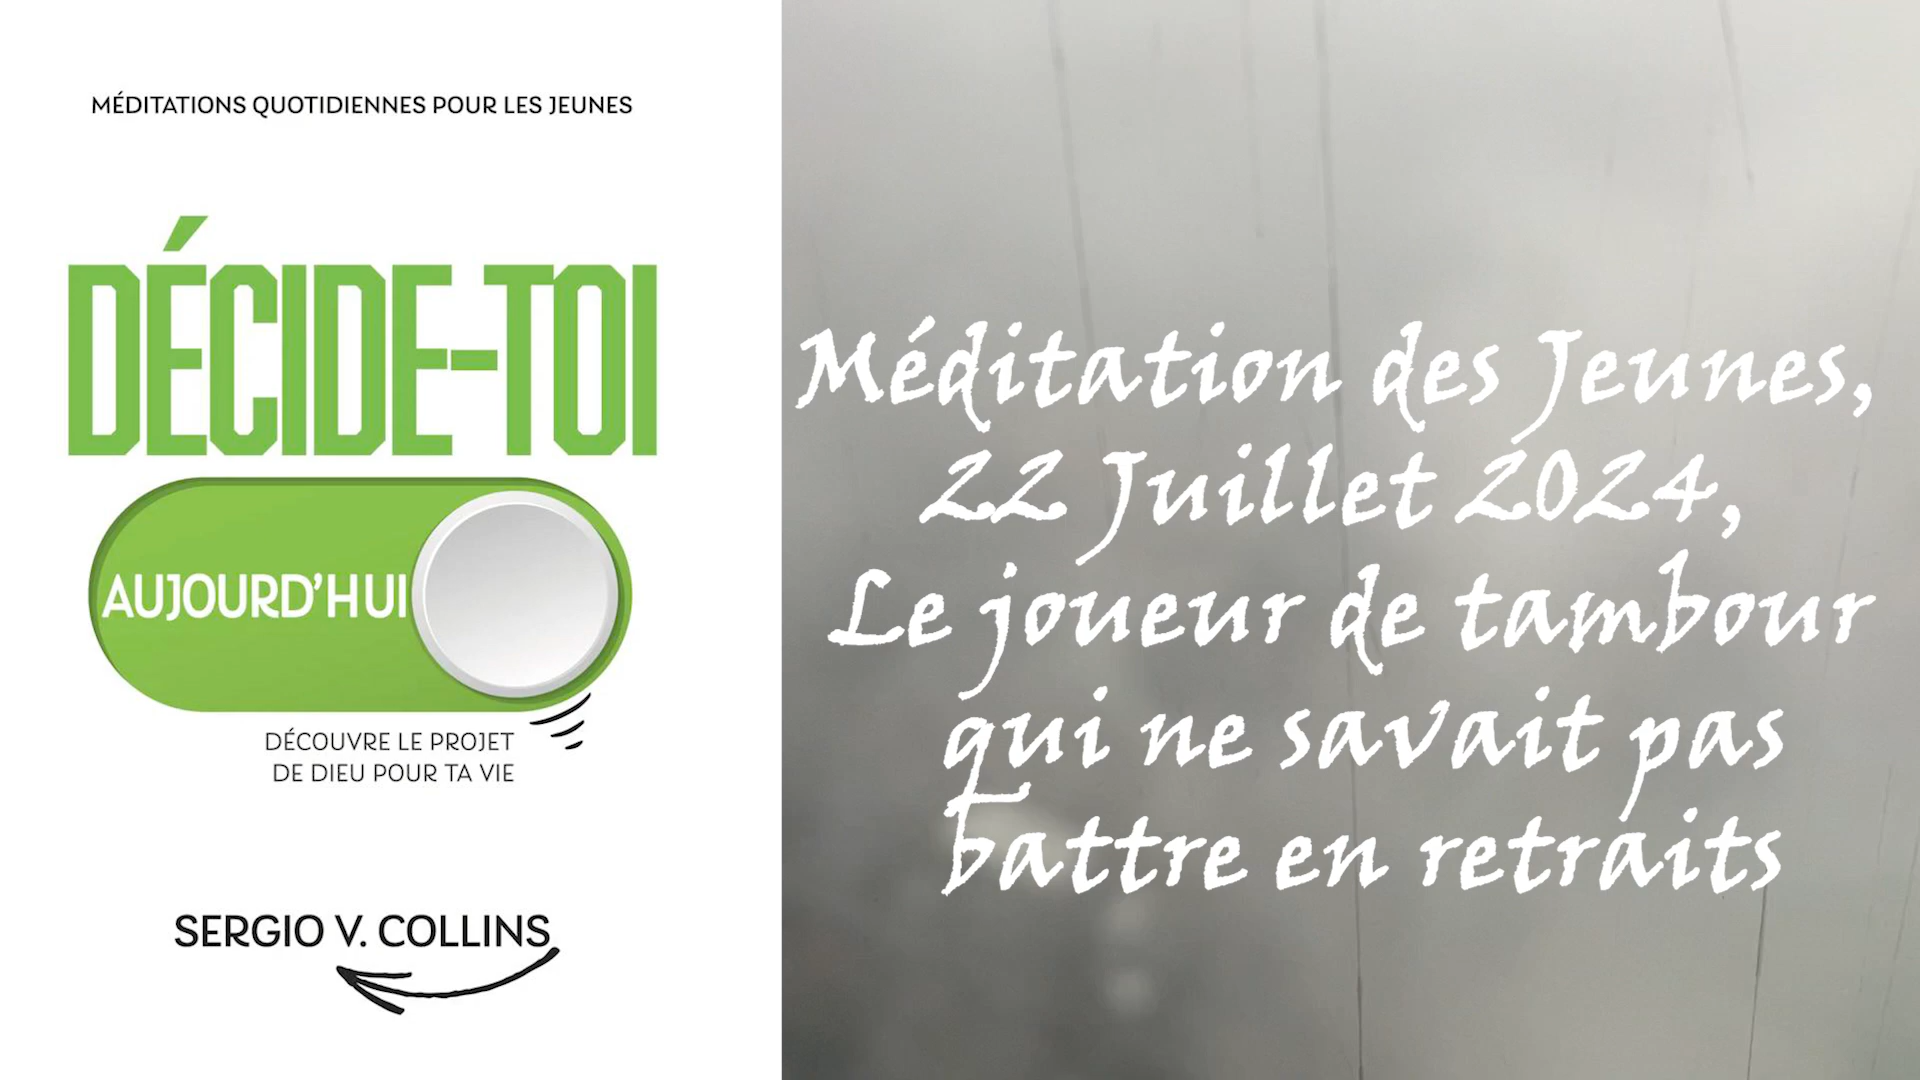 MÉDITATIONS QUOTIDIENNES POUR LES JEUNES
DÉCIDE-TOI
AUJOURD'HUI
DÉCOUVRE LE PROJET
DE DIEU POUR TA VIE
SERGIO V. COLLINS
Méditation des Jeunes,
22 Juillet 2024,
Le joueur de tambour
qui ne savait pas
battre en retraits